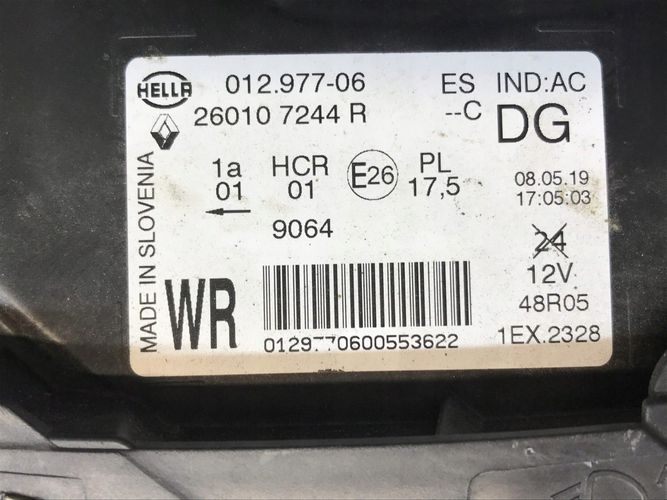 HELLA 012.977-06 ES IND:AC
26010 7244 R --C DG
1a HCR E26 PL 08.05.19
01 01 17,5 17:05:03
MADE IN SLOVENIA
9064 24
12V
WR 48R05
0129770600553622 1EX.2328